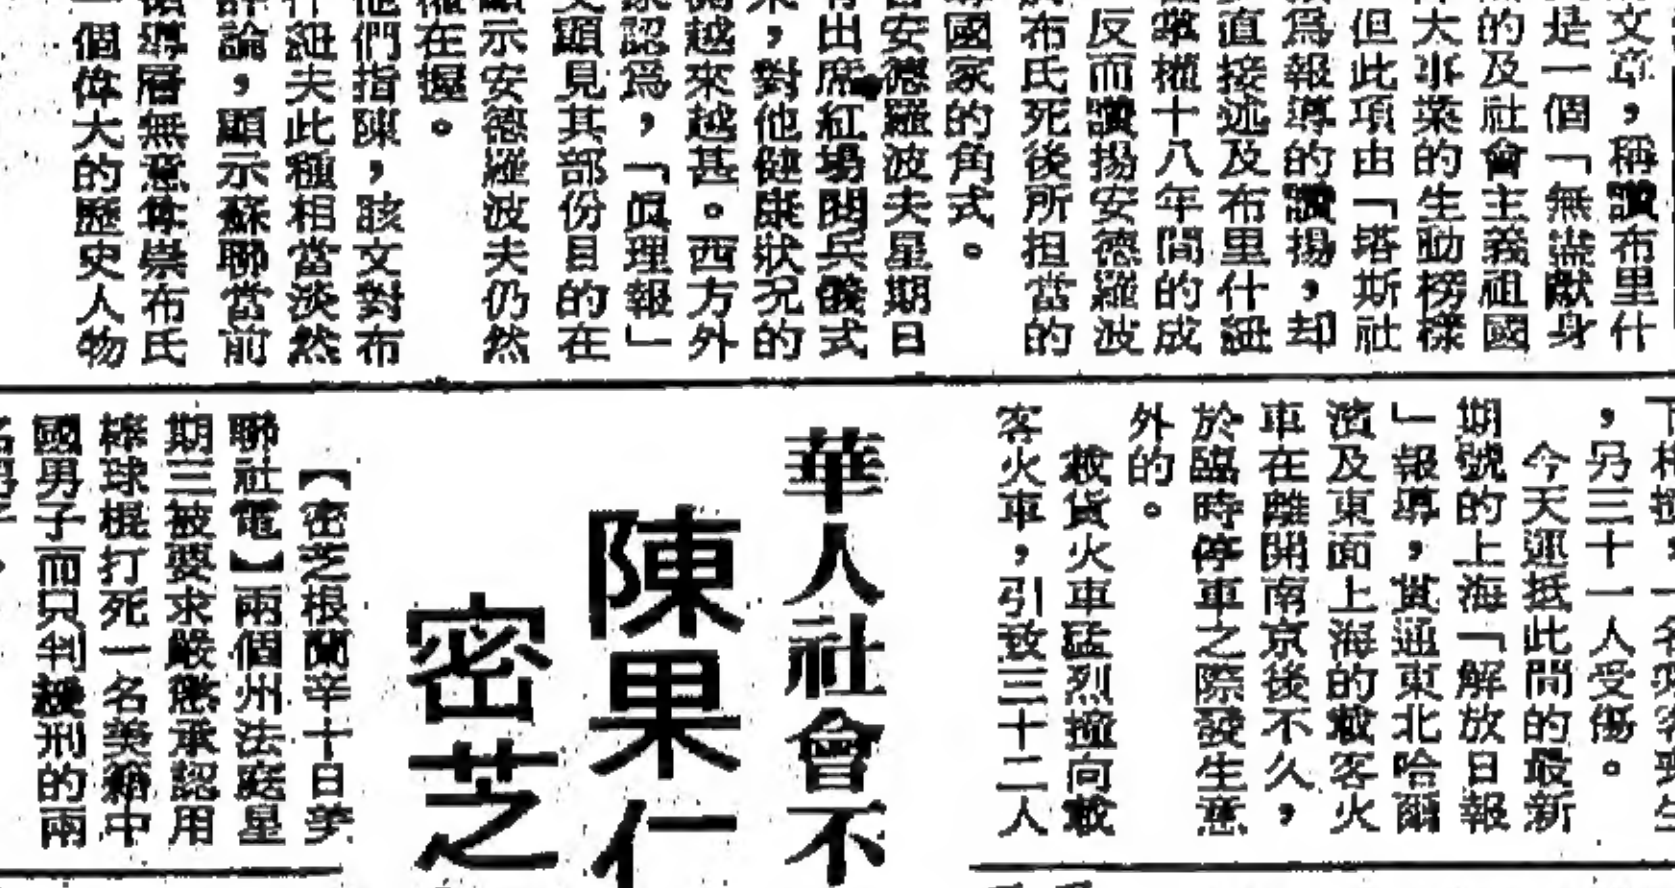 文章，稱讚布里什
是一個「無盡獻身
的及社會主義祖國
大事業的生動榜樣
但此項由「塔斯社
爲報導的讚揚，却
直接述及布里什紐
掌權十八年間的成
反而讚揚安德羅波
布氏死後所担當的
國家的角式。
安德羅波夫星期日
出席紅場閱兵儀式
，對他健康狀況的
越來越甚。西方外
認爲，「眞理報」
顯見其部份目的在
示安德羅波夫仍然
在握。
他們指陳，該文對布
什紐夫此種相當淡然
評論，顯示蘇聯當前
領導層無意尊崇布氏
一個偉大的歷史人物
，另三十一人受傷。
今天運抵此間的最新
期號的上海「解放日報
」報導，貫通東北哈爾
濱及東面上海的載客火
車在離開南京後不久，
於臨時停車之際發生意
外的。
載貨火車猛烈撞向載
客火車，引致三十二人
華人社會不
陳果仁
密芝
【密芝根蘭辛十日美
聯社電】兩個州法庭星
期三被要求嚴懲承認用
棒球棍打死一名美籍中
國男子而只判緩刑的兩
名男子，